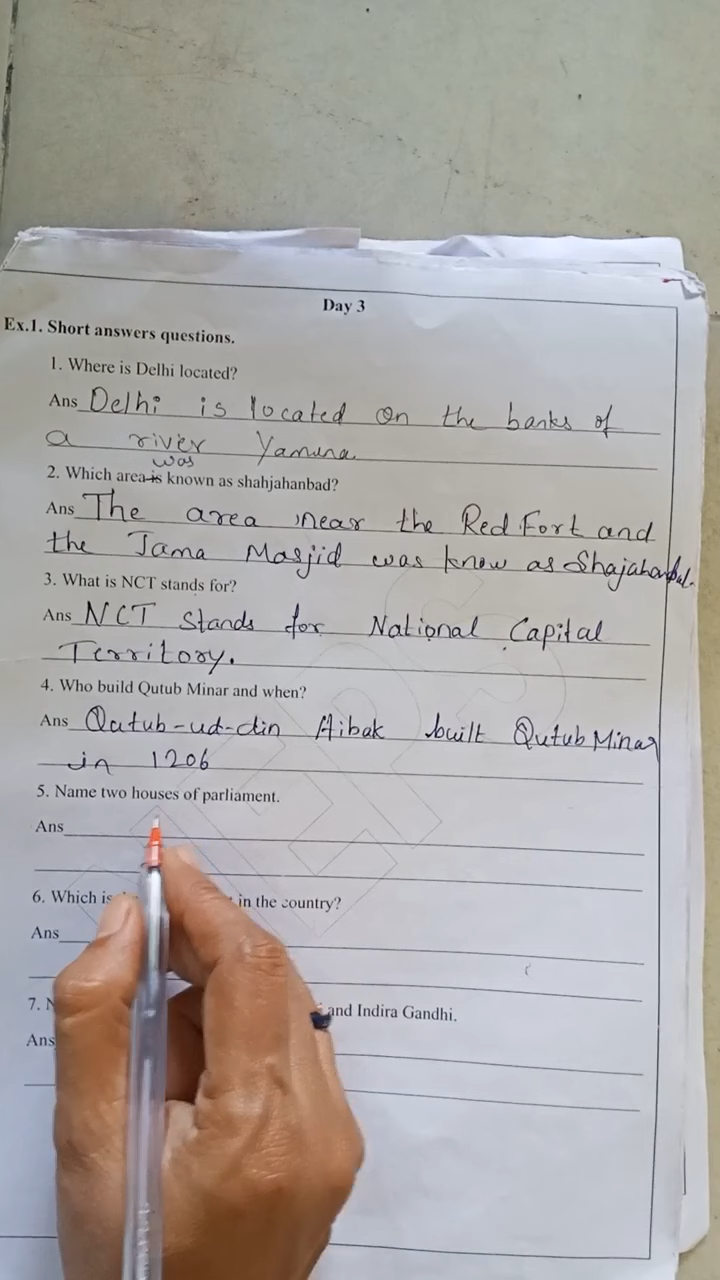 Day 3
Ex.1. Short answers questions.
1. Where is Delhi located?
Ans Delhi is located on the banks of
a river Yamuna
was
2. Which area is known as shahjahanbad?
Ans The area near the Red Fort and
the Jama Masjid was know as Shajahanbad.
3. What is NCT stands for?
Ans NCT stands for National Capital
Territory.
4. Who build Qutub Minar and when?
Ans Qatub-ud-din Aibak built Qutub Minar
in 1206
5. Name two houses of parliament.
Ans
6. Which is in the country?
Ans
7. and Indira Gandhi.
Ans